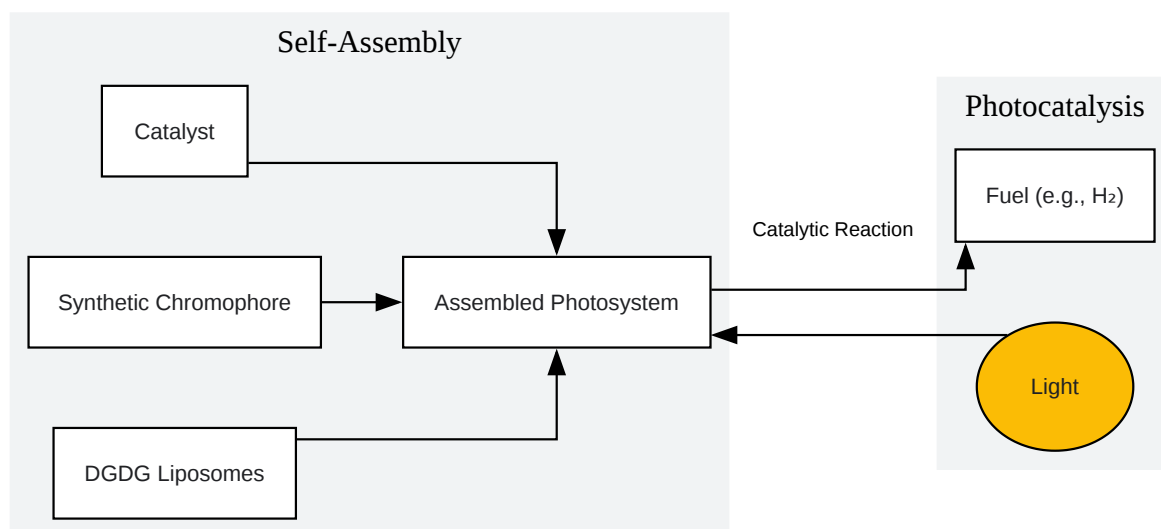 Self-Assembly
Catalyst
Synthetic Chromophore
Assembled Photosystem
DGDG Liposomes
Catalytic Reaction
Photocatalysis
Fuel (e.g., H₂)
Light